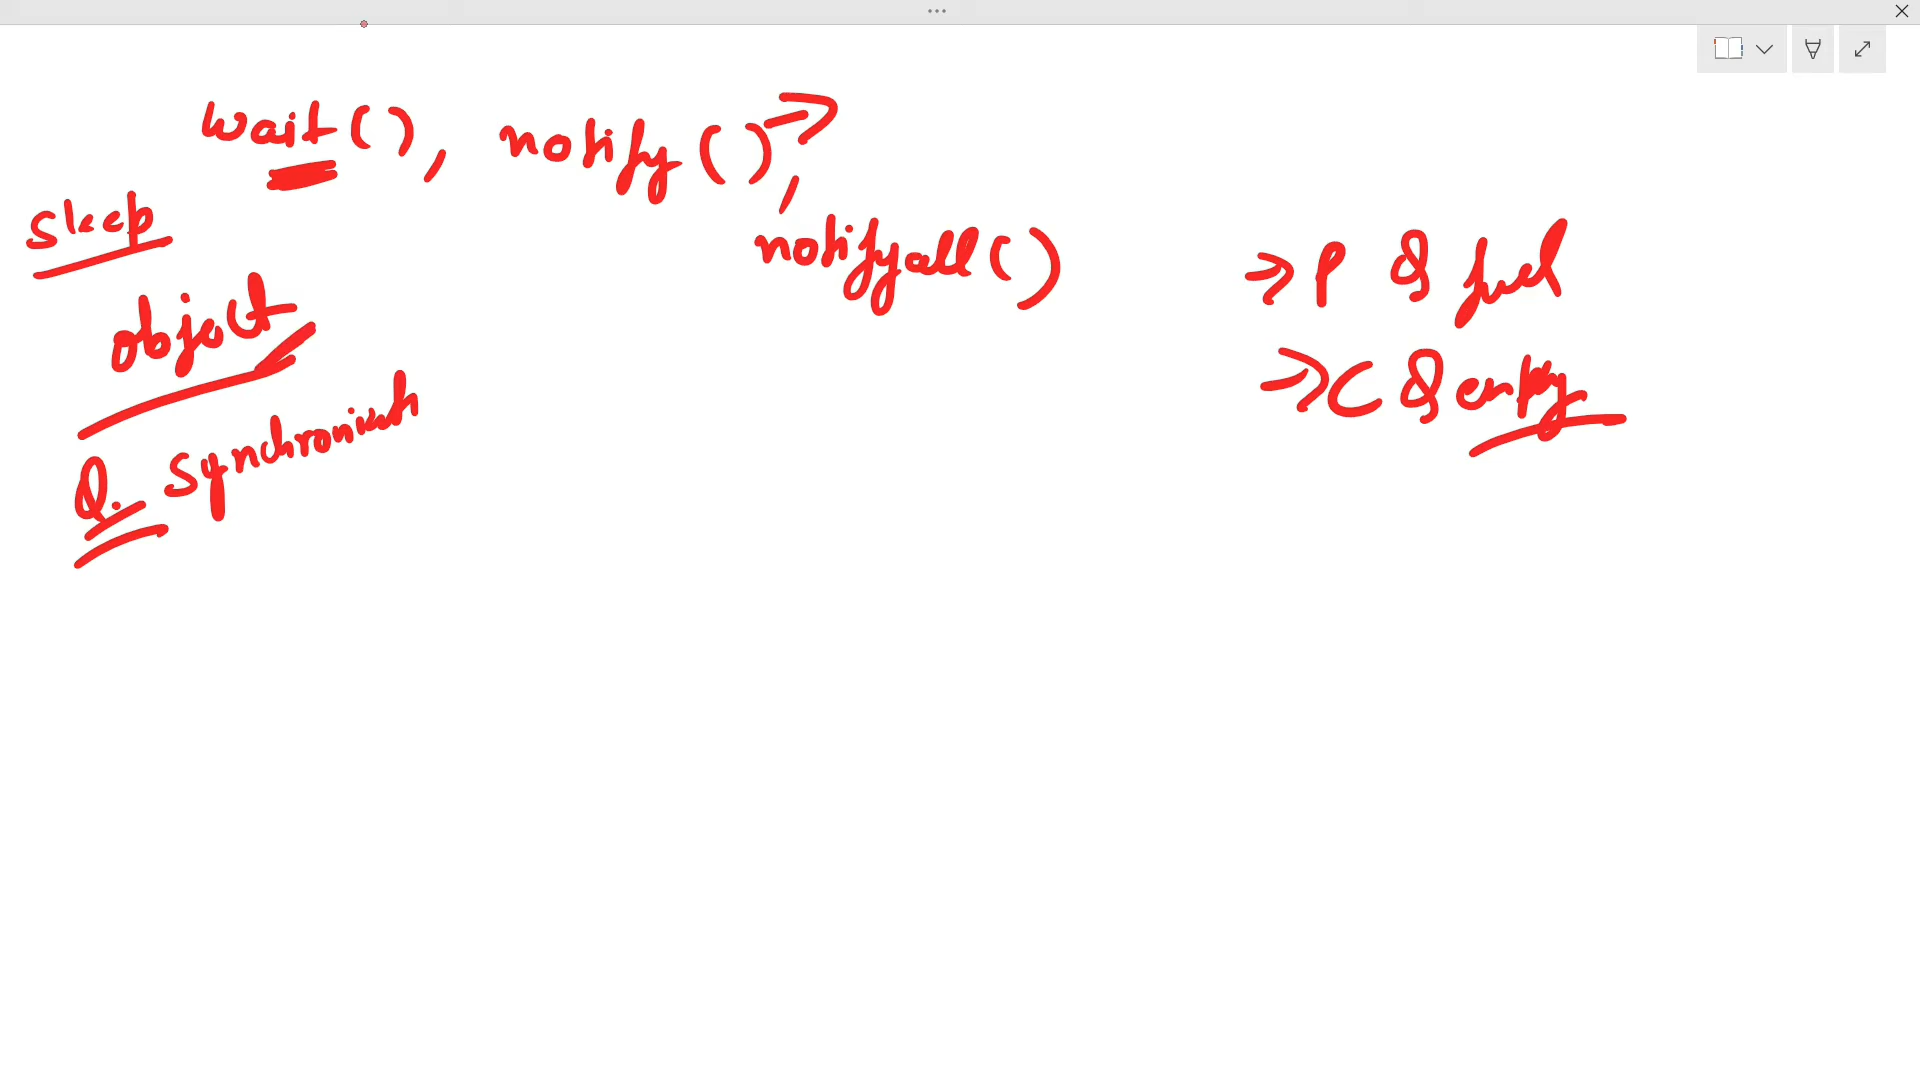 wait(), notify()→,
notifyall()
sleep
→ P & full
object
→ C & empty
Q. Synchronized